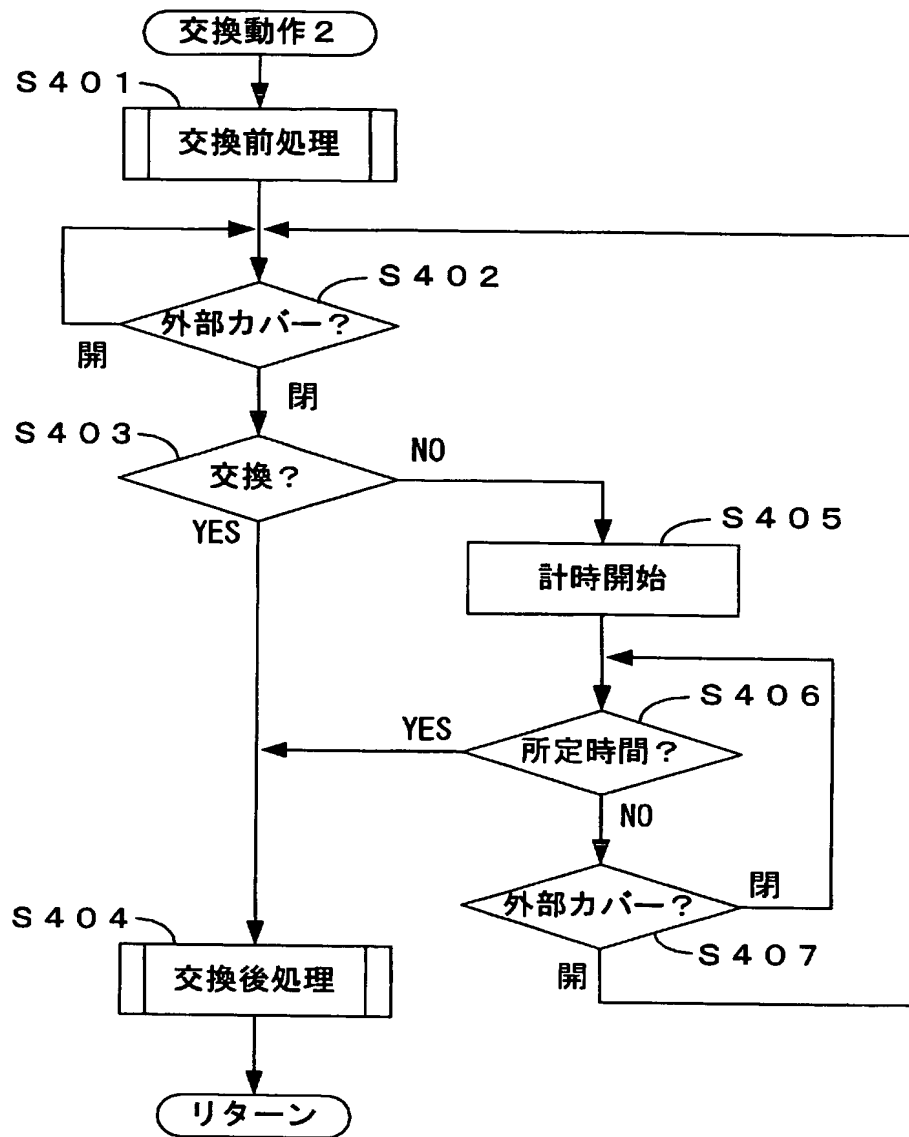 交換動作2
S401
交換前処理
S402
外部カバー?
開
閉
S403
交換?
NO
YES
S405
計時開始
S406
YES
所定時間?
NO
S404
外部カバー?
閉
S407
交換後処理
開
リターン